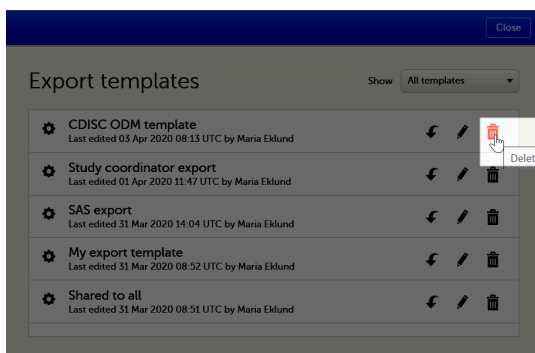 Close
Export templates
Show All templates
CDISC ODM template
Last edited 03 Apr 2020 08:13 UTC by Maria Eklund
Delet
Study coordinator export
Last edited 01 Apr 2020 11:47 UTC by Maria Eklund
SAS export
Last edited 31 Mar 2020 14:04 UTC by Maria Eklund
My export template
Last edited 31 Mar 2020 08:52 UTC by Maria Eklund
Shared to all
Last edited 31 Mar 2020 08:51 UTC by Maria Eklund